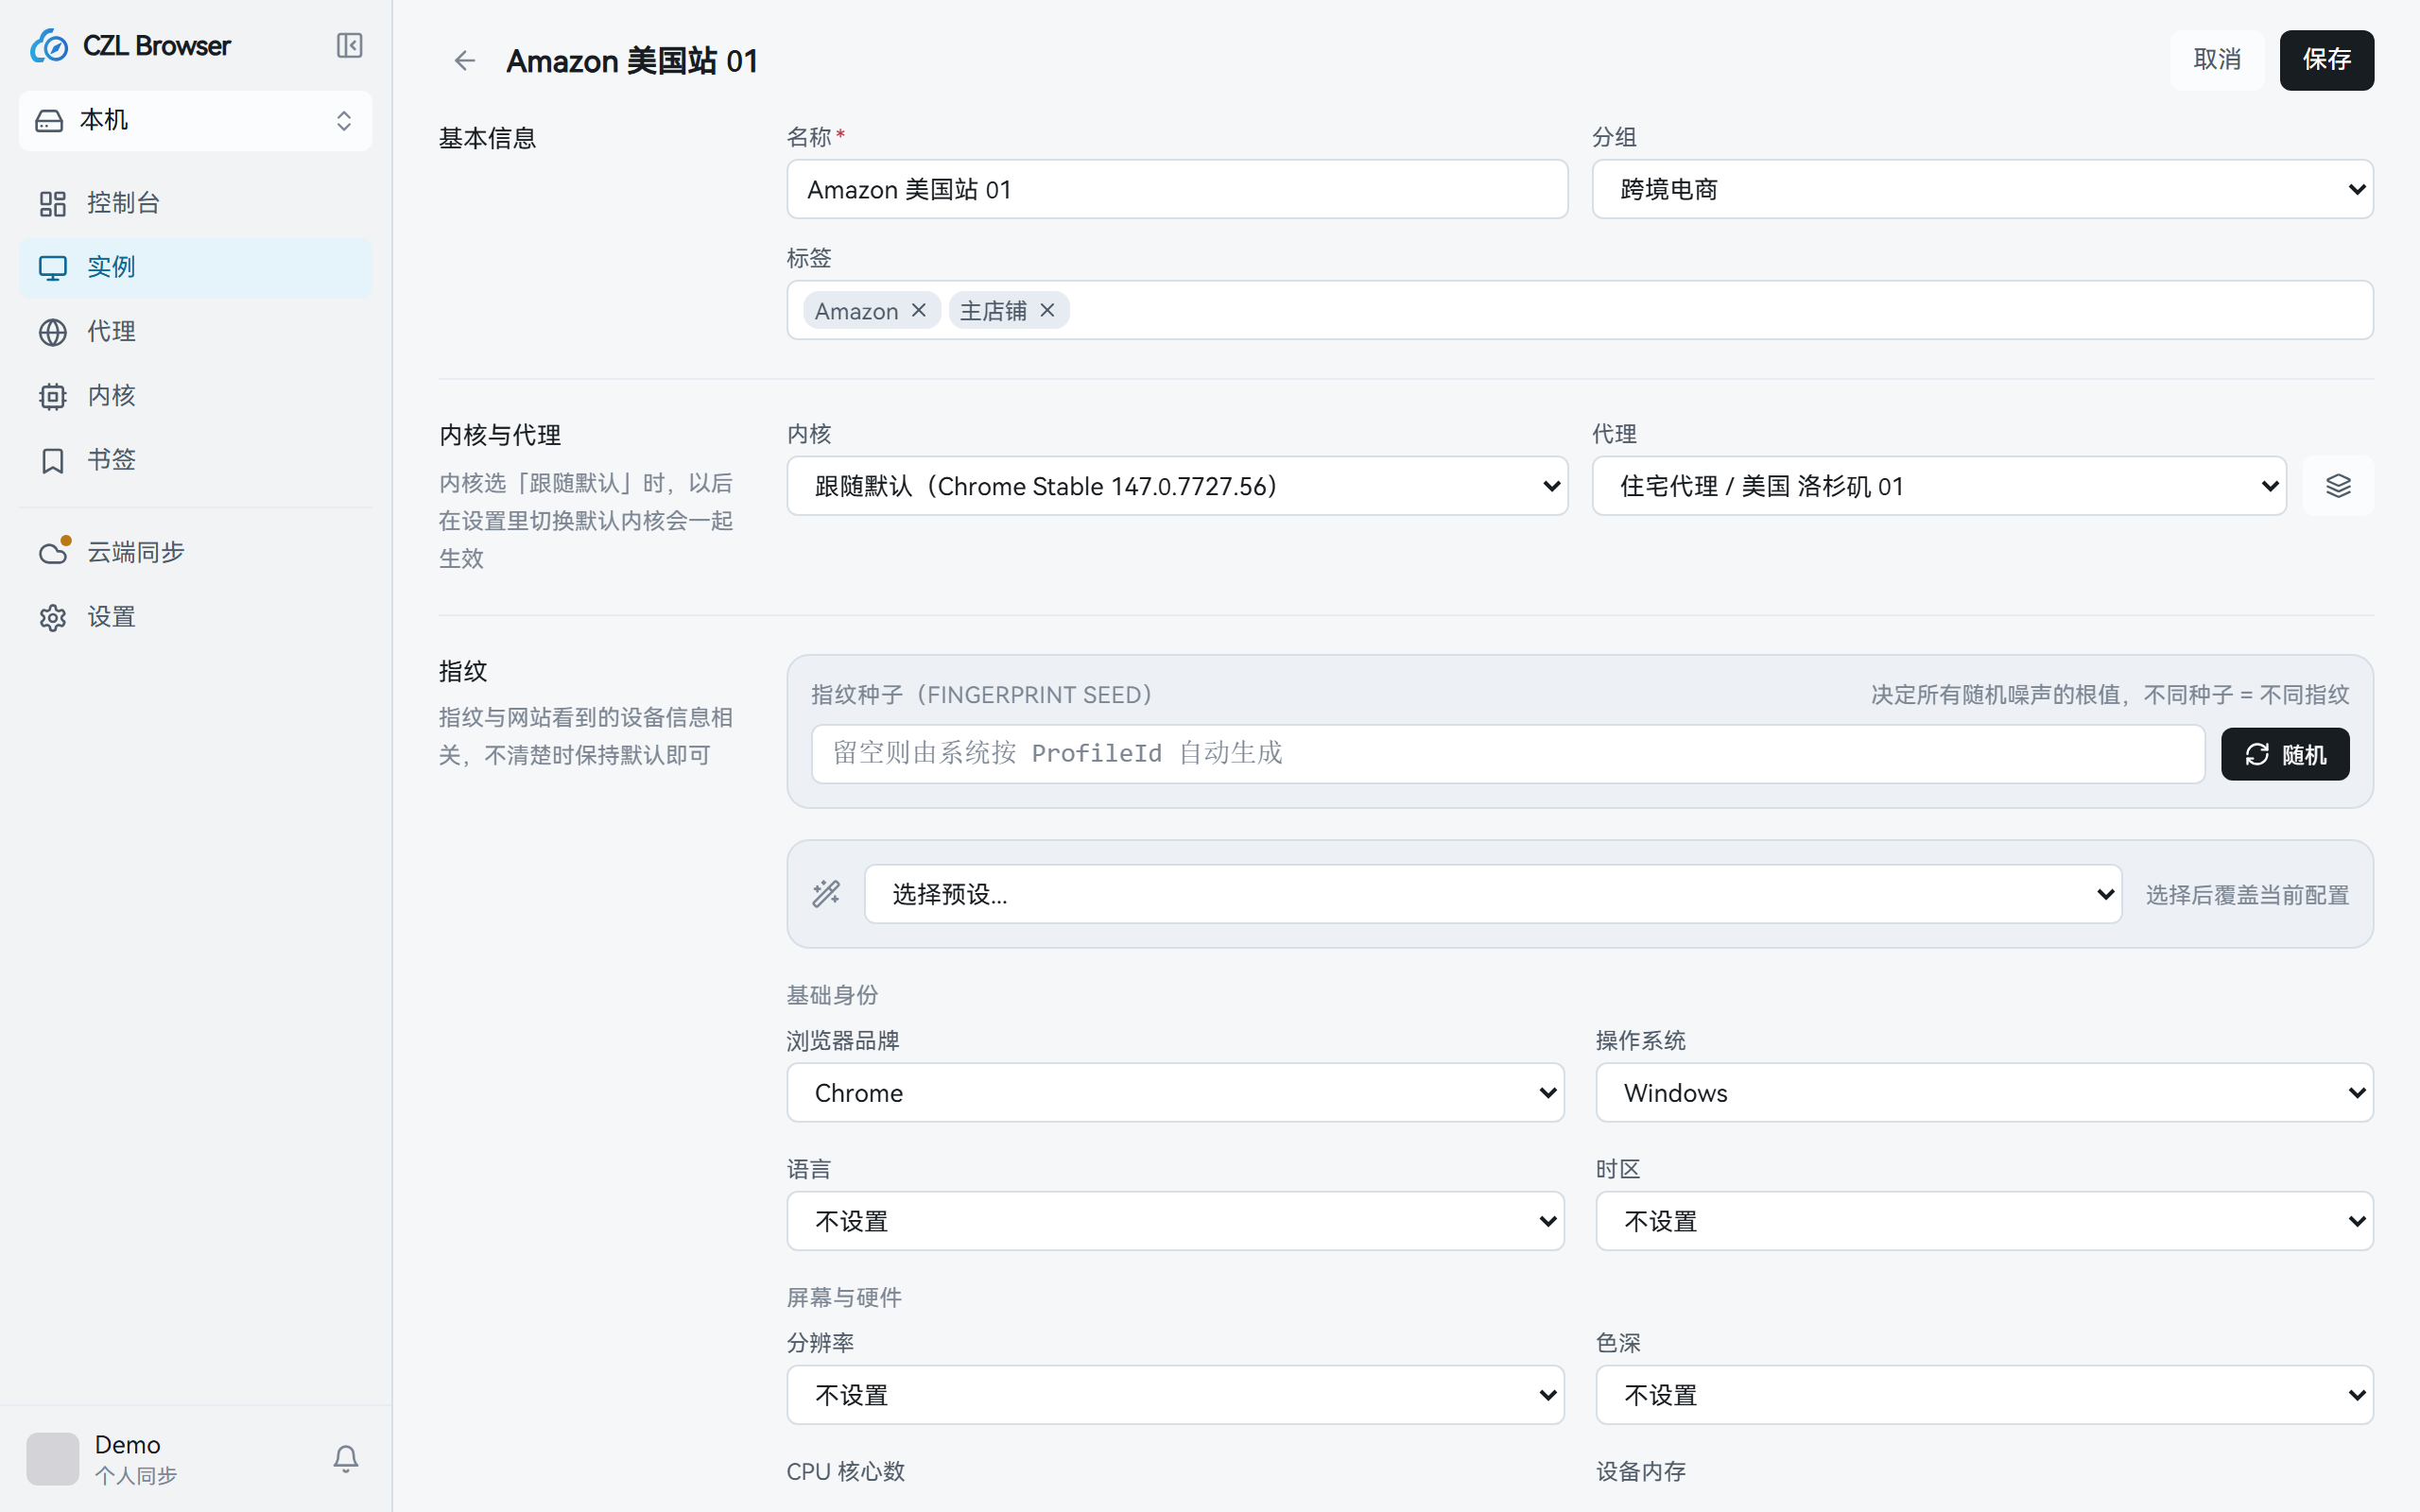 CZL Browser
本机
控制台
实例
代理
内核
书签
云端同步
设置
Demo
个人同步
Amazon 美国站 01
取消
保存
基本信息
名称*
分组
Amazon 美国站 01
跨境电商
标签
Amazon
主店铺
内核与代理
内核选「跟随默认」时，以后
在设置里切换默认内核会一起
生效
内核
代理
跟随默认（Chrome Stable 147.0.7727.56）
住宅代理 / 美国 洛杉矶 01
指纹
指纹与网站看到的设备信息相
关，不清楚时保持默认即可
指纹种子（FINGERPRINT SEED）
决定所有随机噪声的根值，不同种子 = 不同指纹
留空则由系统按 ProfileId 自动生成
随机
选择预设...
选择后覆盖当前配置
基础身份
浏览器品牌
操作系统
Chrome
Windows
语言
时区
不设置
不设置
屏幕与硬件
分辨率
色深
不设置
不设置
CPU 核心数
设备内存